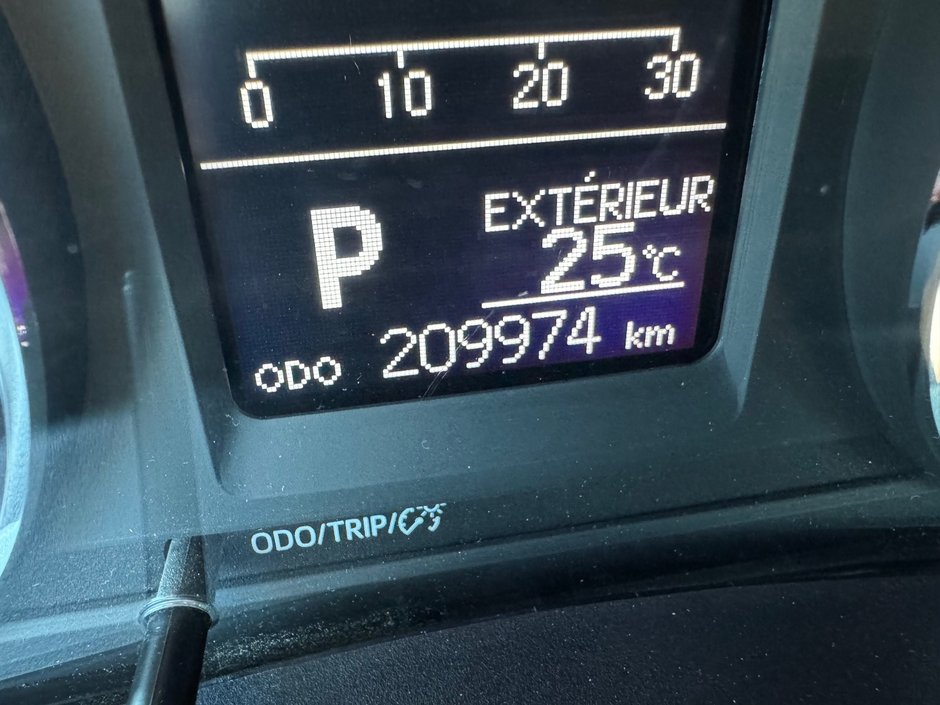 0 10 20 30
P
EXTÉRIEUR
25°C
ODO 209974 km
ODO/TRIP/